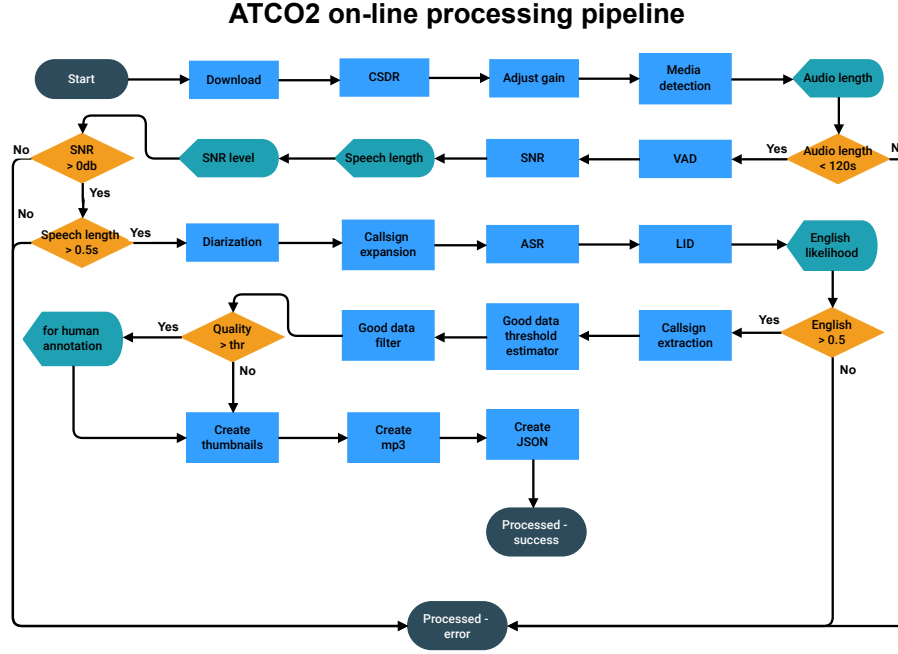 ATCO2 on-line processing pipeline
Start
Download
CSDR
Adjust gain
Media
detection
Audio length
No
SNR
> 0db
SNR level
Speech length
SNR
VAD
Yes
Audio length
< 120s
N
Yes
No
Speech length
> 0.5s
Yes
Diarization
Callsign
expansion
ASR
LID
English
likelihood
for human
annotation
Yes
Quality
> thr
Good data
filter
Good data
threshold
estimator
Callsign
extraction
Yes
English
> 0.5
No
No
Create
thumbnails
Create
mp3
Create
JSON
Processed -
success
Processed -
error